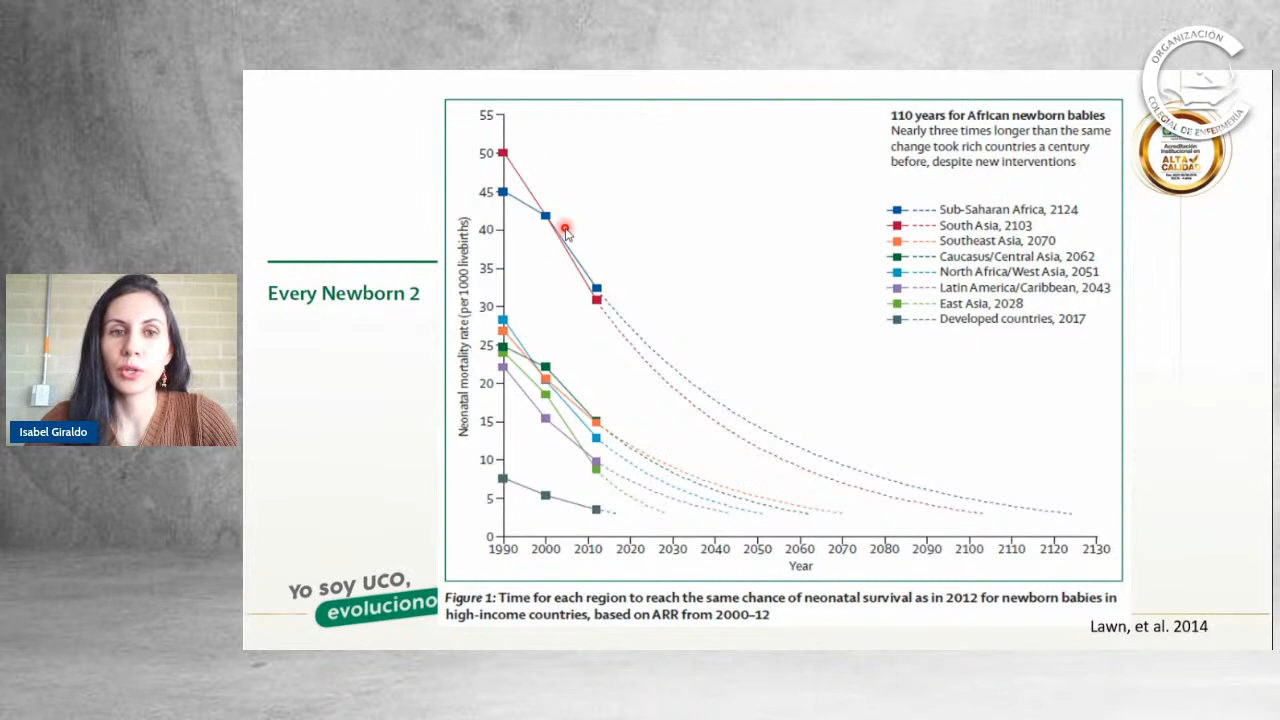 ORGANIZACIÓN
COLEGIAL DE ENFERMERÍA
Acreditación
Institucional en
ALTA
CALIDAD
Isabel Giraldo
Every Newborn 2
Yo soy UCO,
evoluciono
110 years for African newborn babies
Nearly three times longer than the same
change took rich countries a century
before, despite new interventions
Sub-Saharan Africa, 2124
South Asia, 2103
Southeast Asia, 2070
Caucasus/Central Asia, 2062
North Africa/West Asia, 2051
Latin America/Caribbean, 2043
East Asia, 2028
Developed countries, 2017
Neonatal mortality rate (per 1000 livebirths)
55
50
45
40
35
30
25
20
15
10
5
0
1990 2000 2010 2020 2030 2040 2050 2060 2070 2080 2090 2100 2110 2120 2130
Year
Figure 1: Time for each region to reach the same chance of neonatal survival as in 2012 for newborn babies in
high-income countries, based on ARR from 2000–12
Lawn, et al. 2014